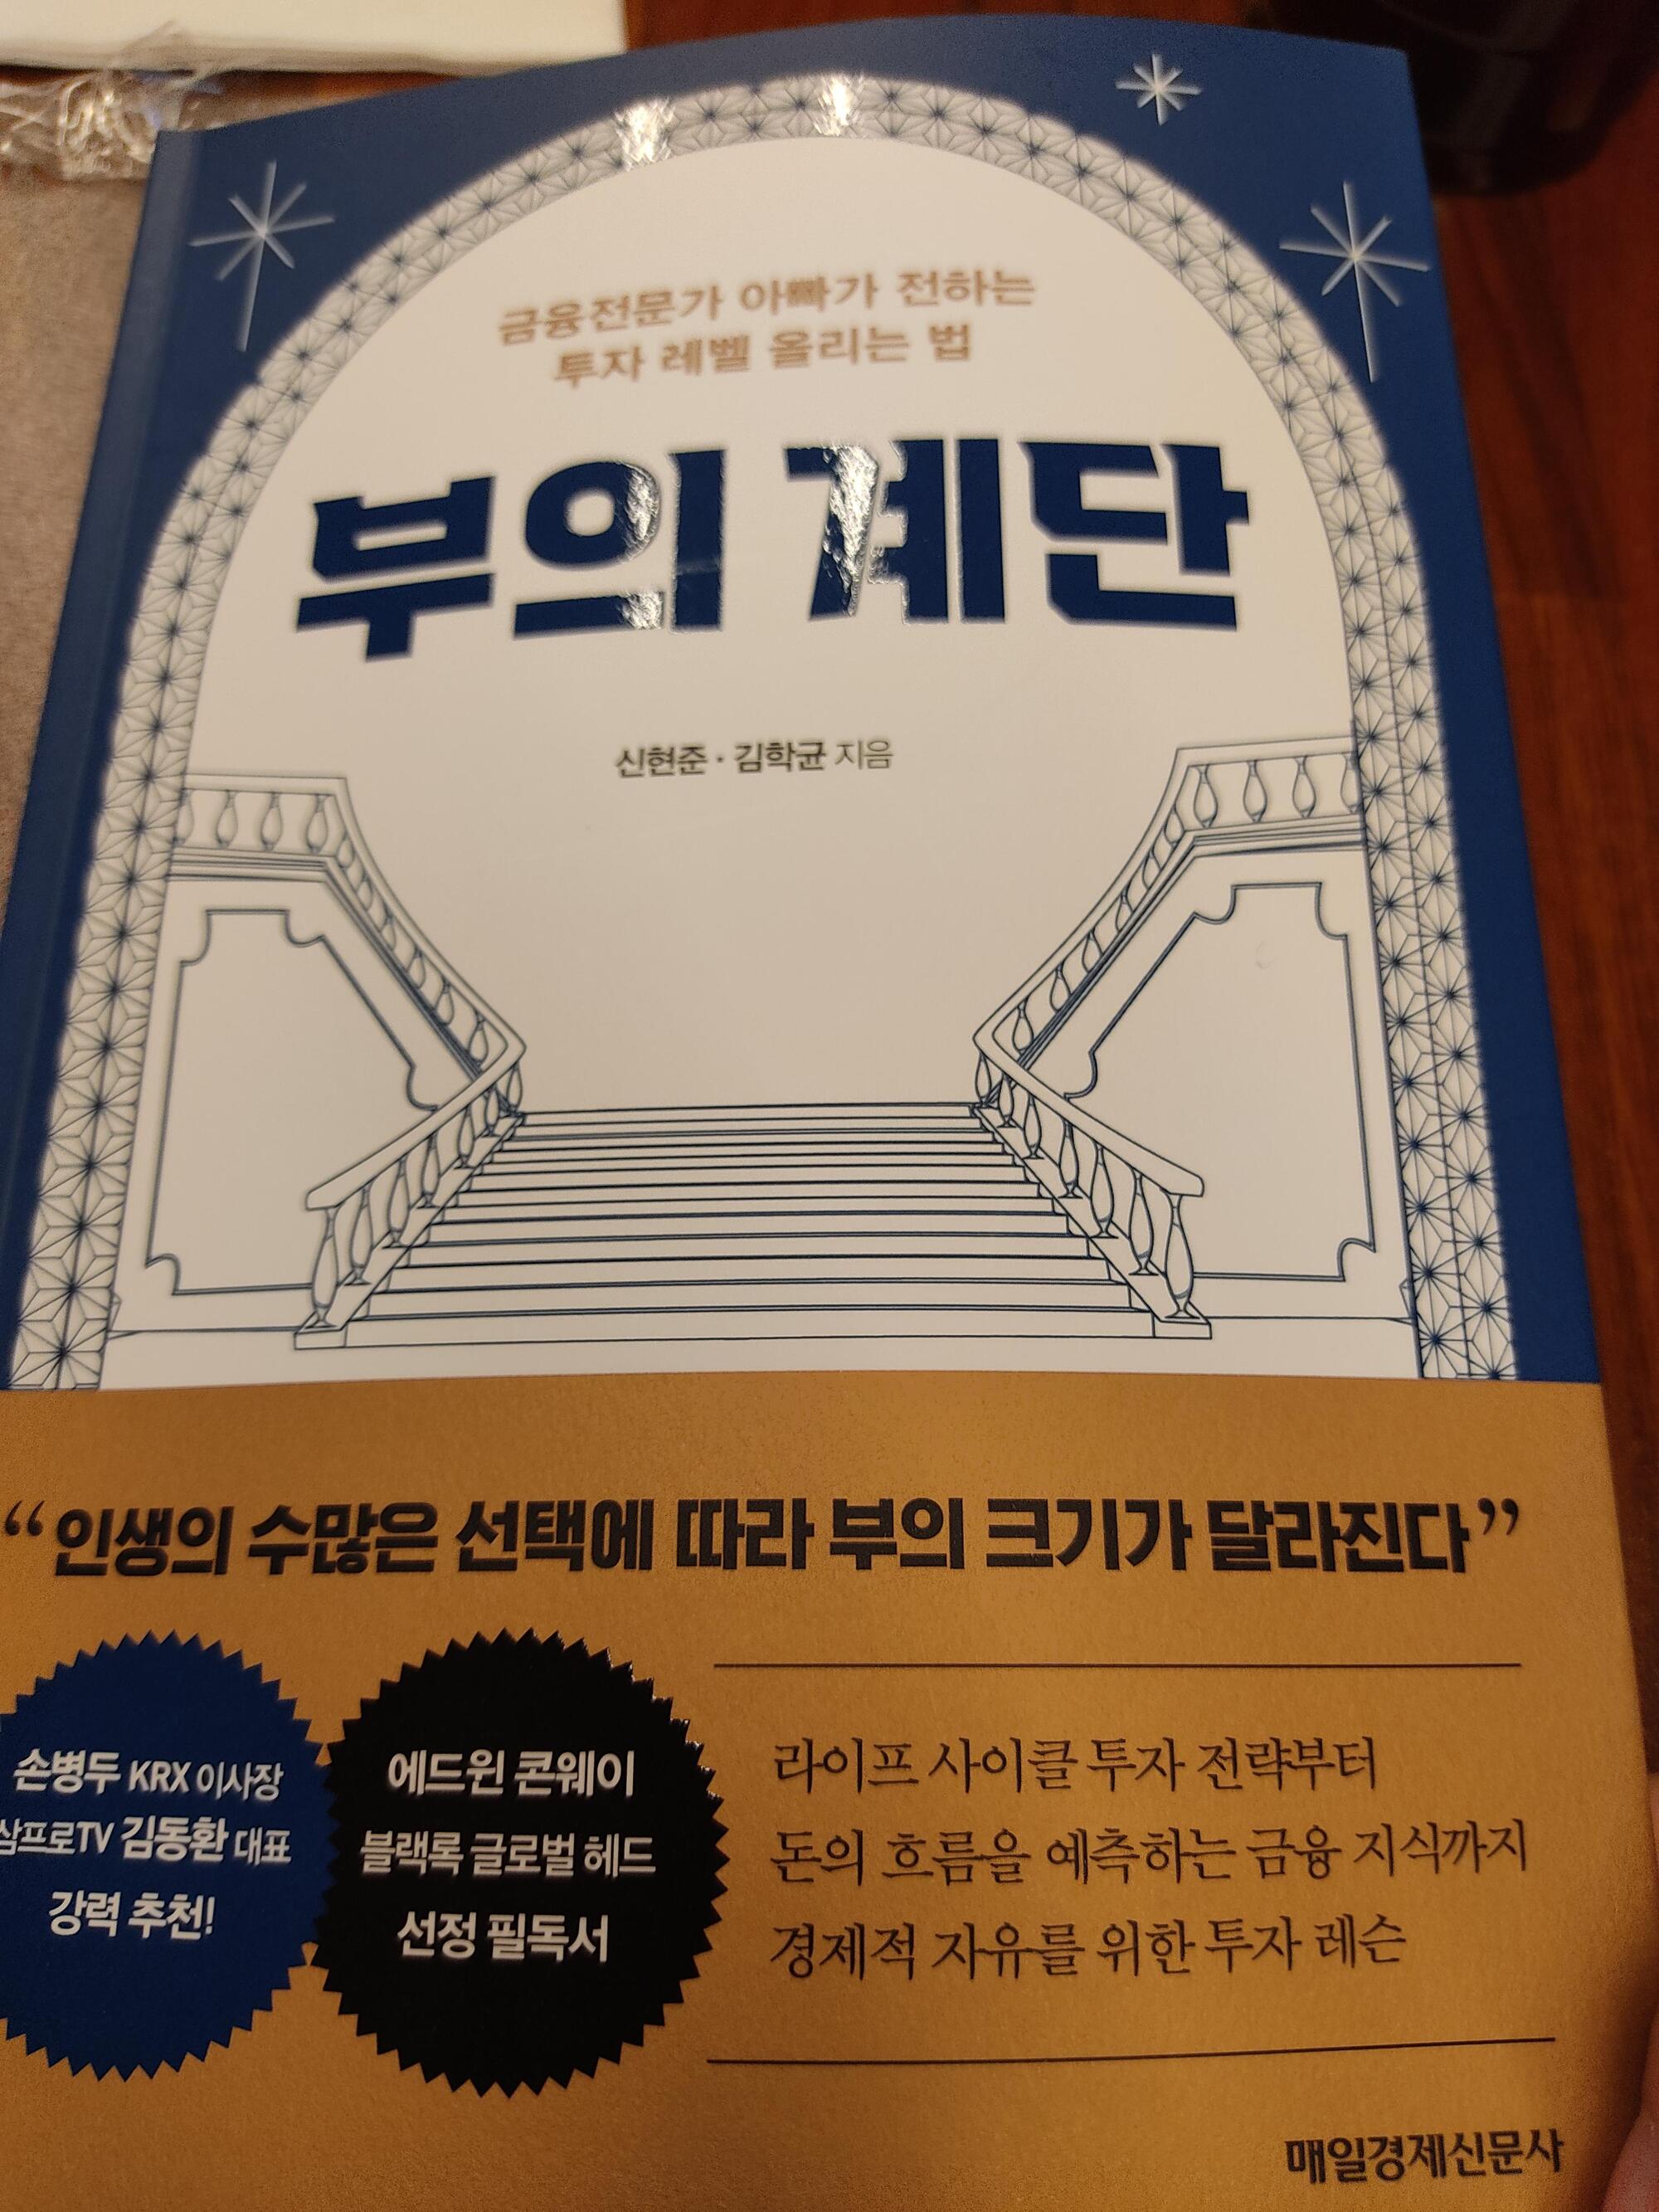 금융전문가 아빠가 전하는
투자 레벨 올리는 법
부의 계단
신현준 · 김학균 지음
“인생의 수많은 선택에 따라 부의 크기가 달라진다”
손병두 KRX 이사장
삼프로TV 김동환 대표
강력 추천!
에드윈 콘웨이
블랙록 글로벌 헤드
선정 필독서
라이프 사이클 투자 전략부터
돈의 흐름을 예측하는 금융 지식까지
경제적 자유를 위한 투자 레슨
매일경제신문사